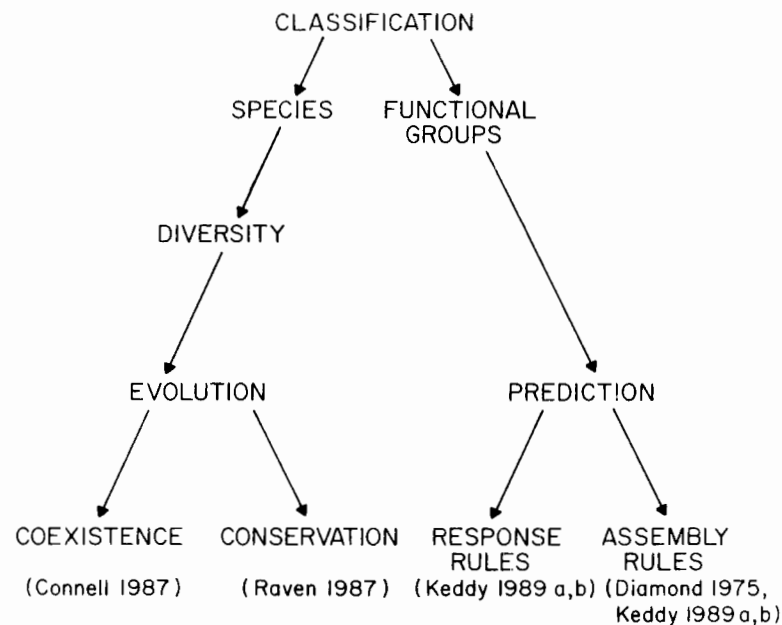 CLASSIFICATION
SPECIES
FUNCTIONAL
GROUPS
DIVERSITY
EVOLUTION
PREDICTION
COEXISTENCE
(Connell 1987)
CONSERVATION
(Raven 1987)
RESPONSE
RULES
(Keddy 1989 a,b)
ASSEMBLY
RULES
(Diamond 1975,
Keddy 1989 a,b)